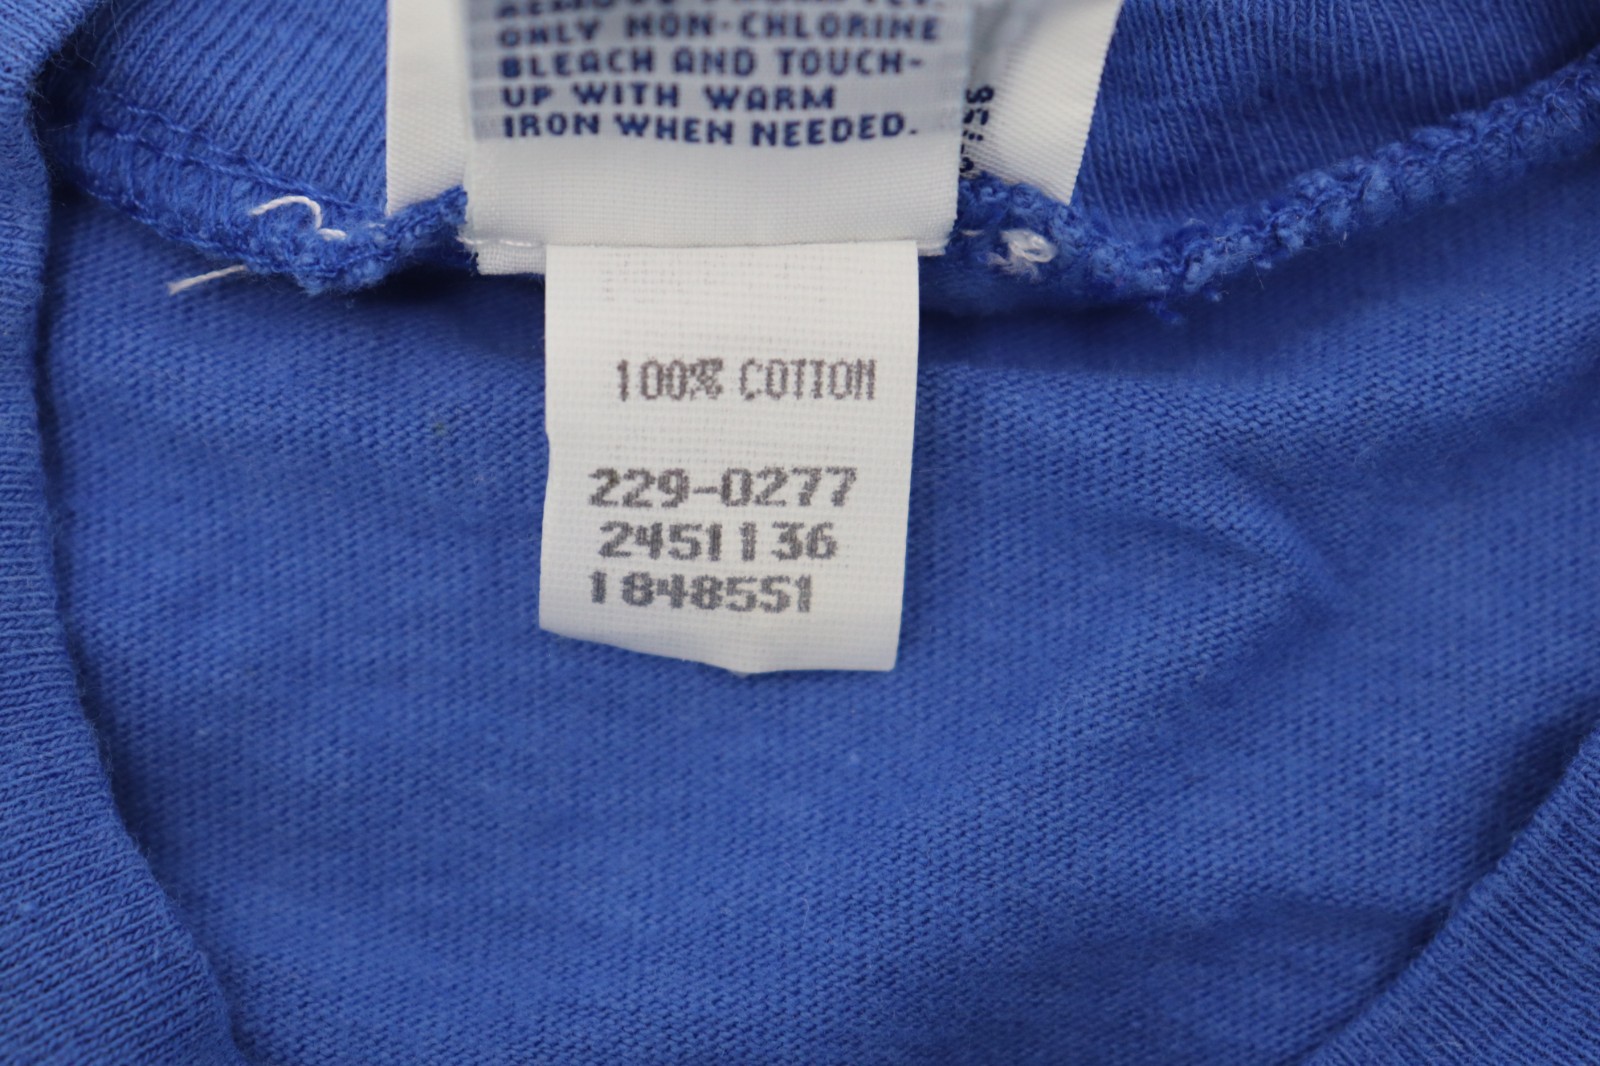 ONLY NON-CHLORINE
BLEACH AND TOUCH-
UP WITH WARM
IRON WHEN NEEDED.
100% COTTON
229-0277
2451136
1848551